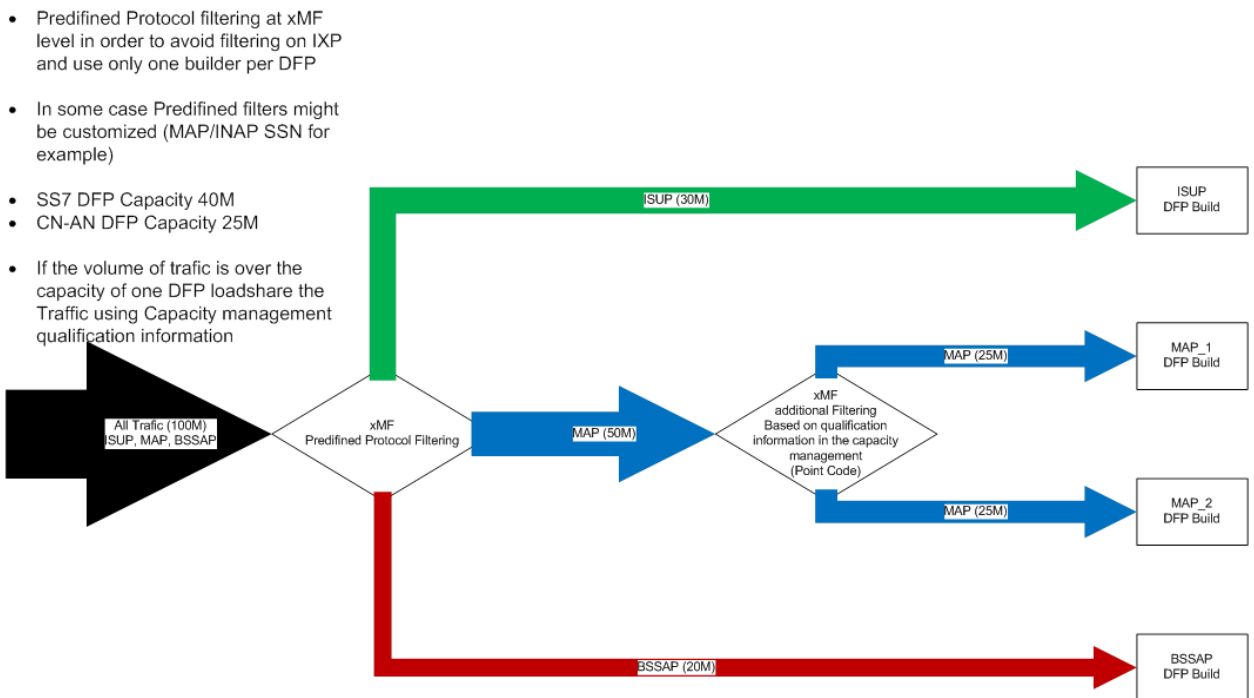 • Predifined Protocol filtering at xMF
level in order to avoid filtering on IXP
and use only one builder per DFP
• In some case Predifined filters might
be customized (MAP/INAP SSN for
example)
• SS7 DFP Capacity 40M
• CN-AN DFP Capacity 25M
• If the volume of trafic is over the
capacity of one DFP loadshare the
Traffic using Capacity management
qualification information
ISUP (30M)
ISUP
DFP Build
All Trafic (100M)
ISUP, MAP, BSSAP
xMF
Predifined Protocol Filtering
MAP (50M)
xMF
additional Filtering
Based on qualification
information in the capacity
management
(Point Code)
MAP (25M)
MAP_1
DFP Build
MAP (25M)
MAP_2
DFP Build
BSSAP (20M)
BSSAP
DFP Build